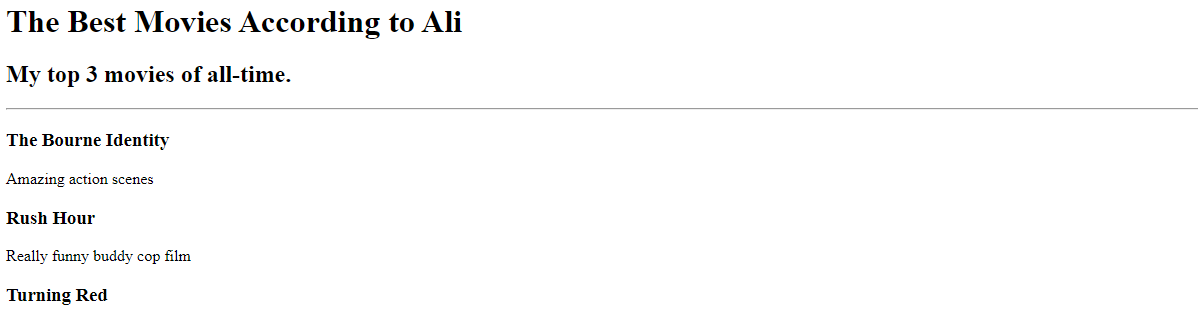 The Best Movies According to Ali
My top 3 movies of all-time.
The Bourne Identity
Amazing action scenes
Rush Hour
Really funny buddy cop film
Turning Red